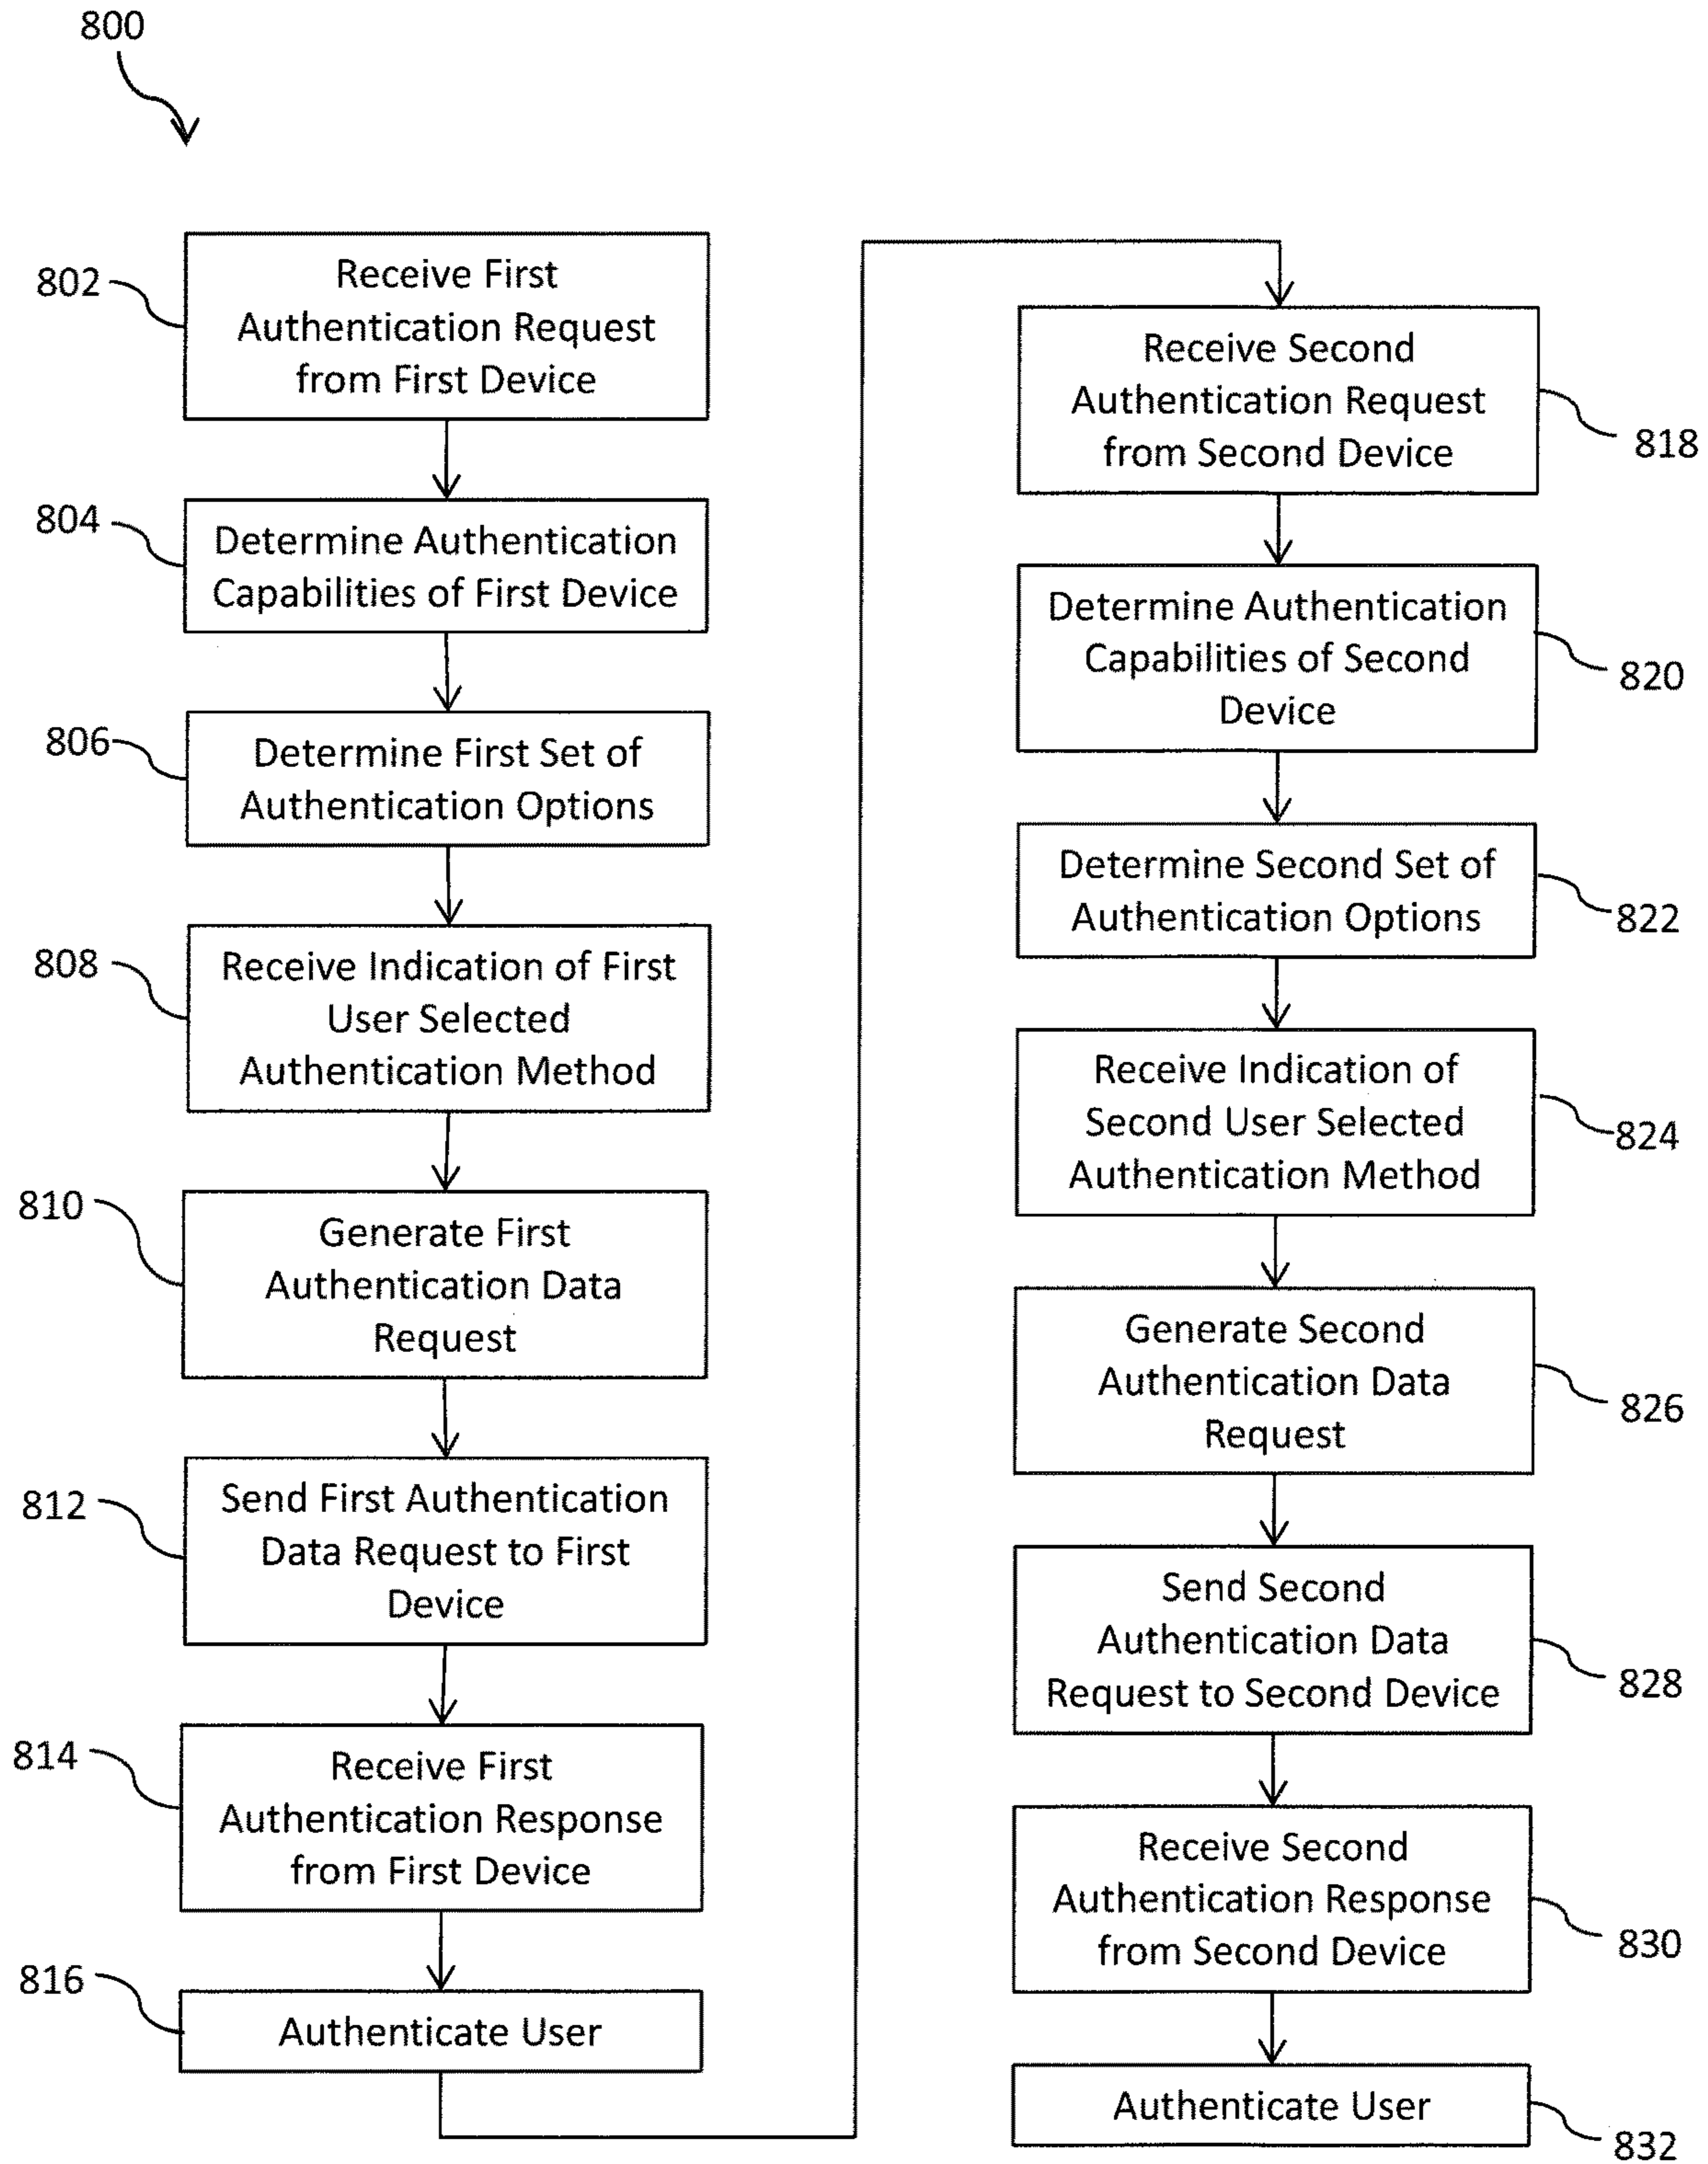 800
802
Receive First
Authentication Request
from First Device
804
Determine Authentication
Capabilities of First Device
806
Determine First Set of
Authentication Options
808
Receive Indication of First
User Selected
Authentication Method
810
Generate First
Authentication Data
Request
812
Send First Authentication
Data Request to First
Device
814
Receive First
Authentication Response
from First Device
816
Authenticate User
Receive Second
Authentication Request
from Second Device
818
Determine Authentication
Capabilities of Second
Device
820
Determine Second Set of
Authentication Options
822
Receive Indication of
Second User Selected
Authentication Method
824
Generate Second
Authentication Data
Request
826
Send Second
Authentication Data
Request to Second Device
828
Receive Second
Authentication Response
from Second Device
830
Authenticate User
832